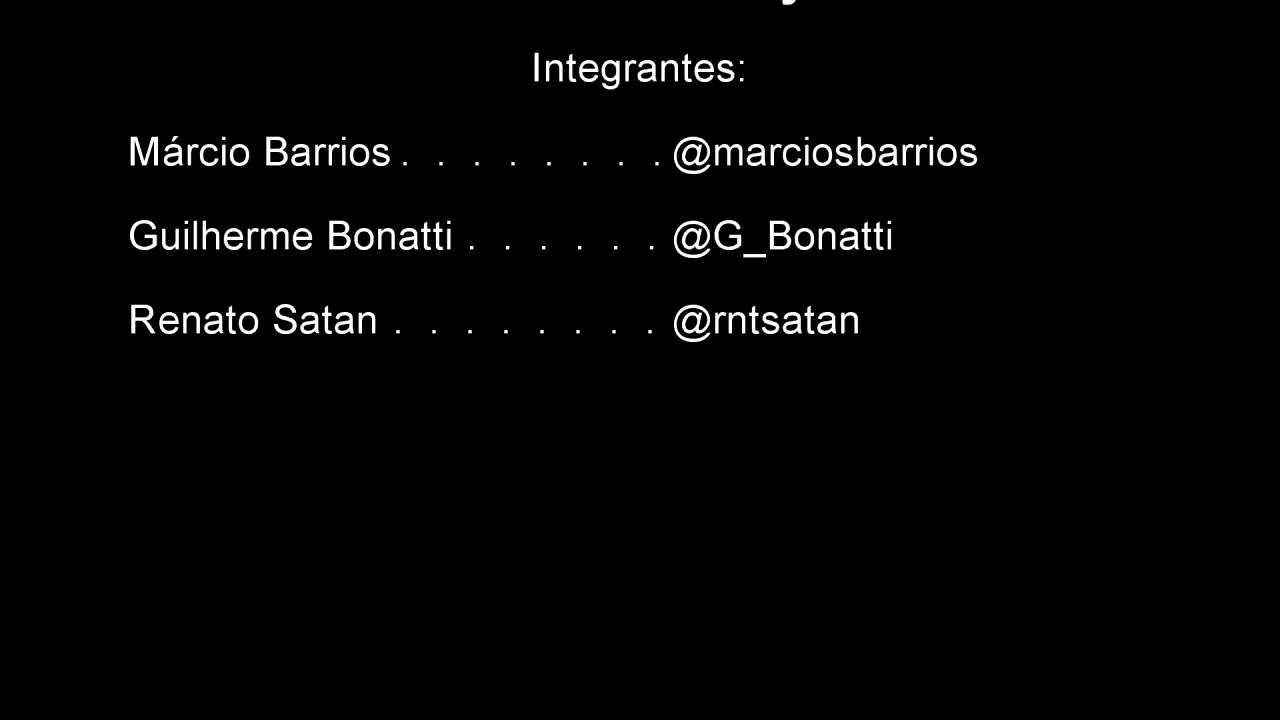 Integrantes:
Márcio Barrios . . . . . . . . @marciosbarrios
Guilherme Bonatti . . . . . . @G_Bonatti
Renato Satan . . . . . . . . @rntsatan